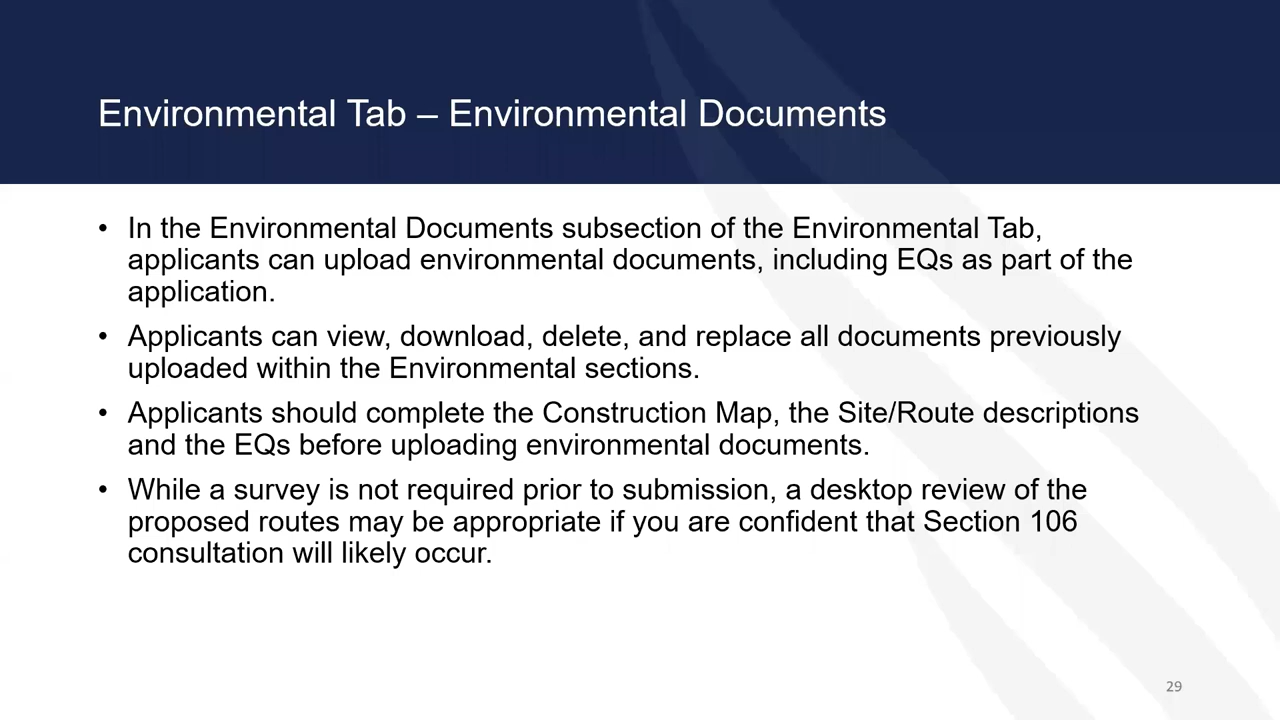 Environmental Tab – Environmental Documents
• In the Environmental Documents subsection of the Environmental Tab,
applicants can upload environmental documents, including EQs as part of the
application.
• Applicants can view, download, delete, and replace all documents previously
uploaded within the Environmental sections.
• Applicants should complete the Construction Map, the Site/Route descriptions
and the EQs before uploading environmental documents.
• While a survey is not required prior to submission, a desktop review of the
proposed routes may be appropriate if you are confident that Section 106
consultation will likely occur.
29